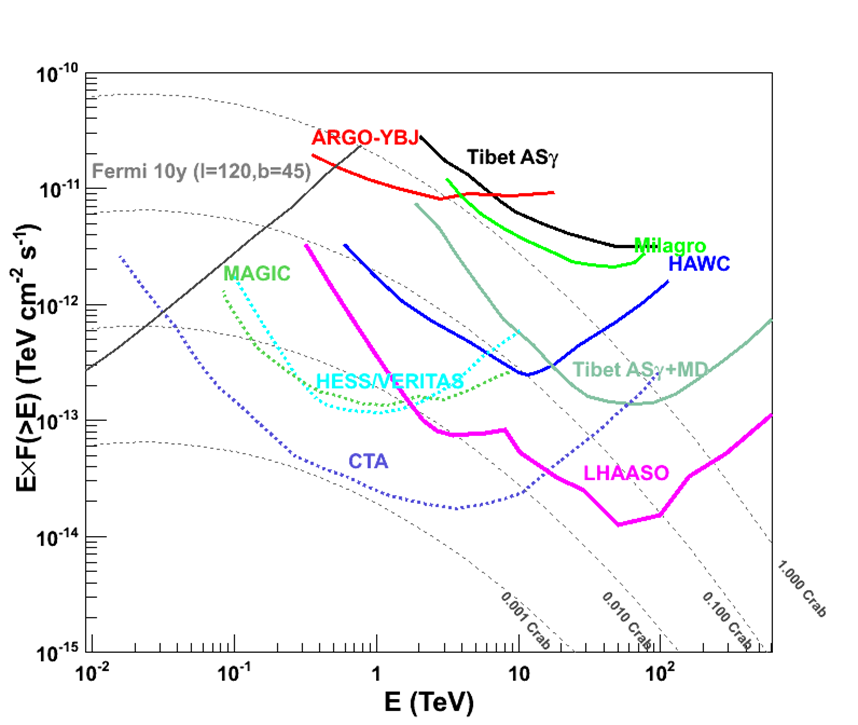 10⁻¹⁰
ARGO-YBJ
Tibet ASγ
Fermi 10y (l=120,b=45)
10⁻¹¹
Milagro
HAWC
MAGIC
10⁻¹²
Tibet ASγ+MD
HESS/VERITAS
10⁻¹³
CTA
LHAASO
10⁻¹⁴
0.001 Crab
0.010 Crab
0.100 Crab
1.000 Crab
10⁻¹⁵
E×F(>E) (TeV cm⁻² s⁻¹)
10⁻² 10⁻¹ 1 10 10²
E (TeV)